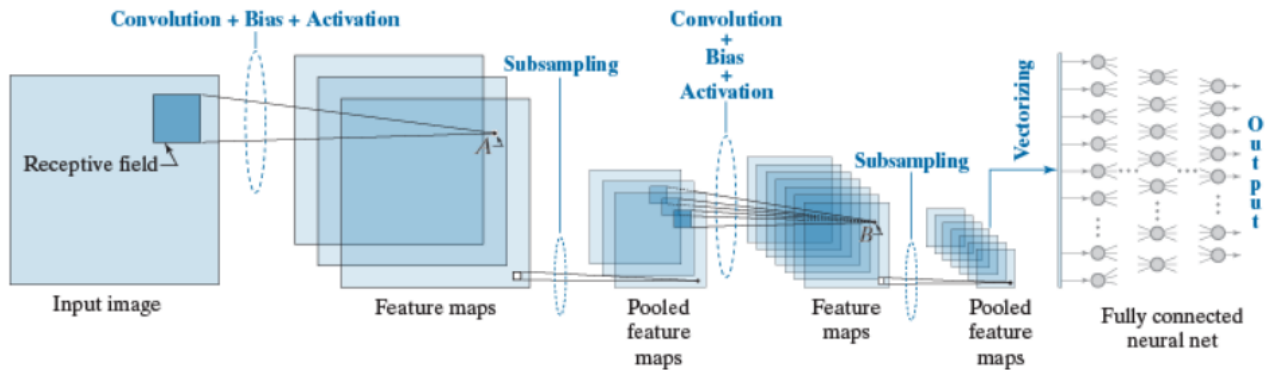 Convolution + Bias + Activation
Receptive field
Input image
A
Feature maps
Subsampling
Pooled
feature
maps
Convolution
+
Bias
+
Activation
B
Feature
maps
Subsampling
Pooled
feature
maps
Vectorizing
Fully connected
neural net
Output